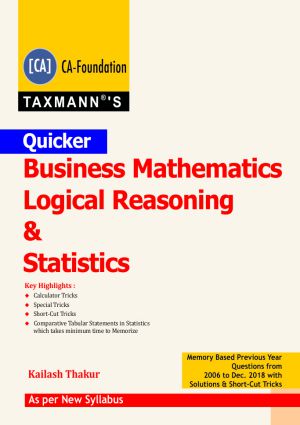 [CA] CA-Foundation
TAXMANN®'S
Quicker
Business Mathematics
Logical Reasoning
&
Statistics
Key Highlights :
Calculator Tricks
Special Tricks
Short-Cut Tricks
Comparative Tabular Statements in Statistics
which takes minimum time to Memorize
Memory Based Previous Year
Questions from
2006 to Dec. 2018 with
Solutions & Short-Cut Tricks
Kailash Thakur
As per New Syllabus